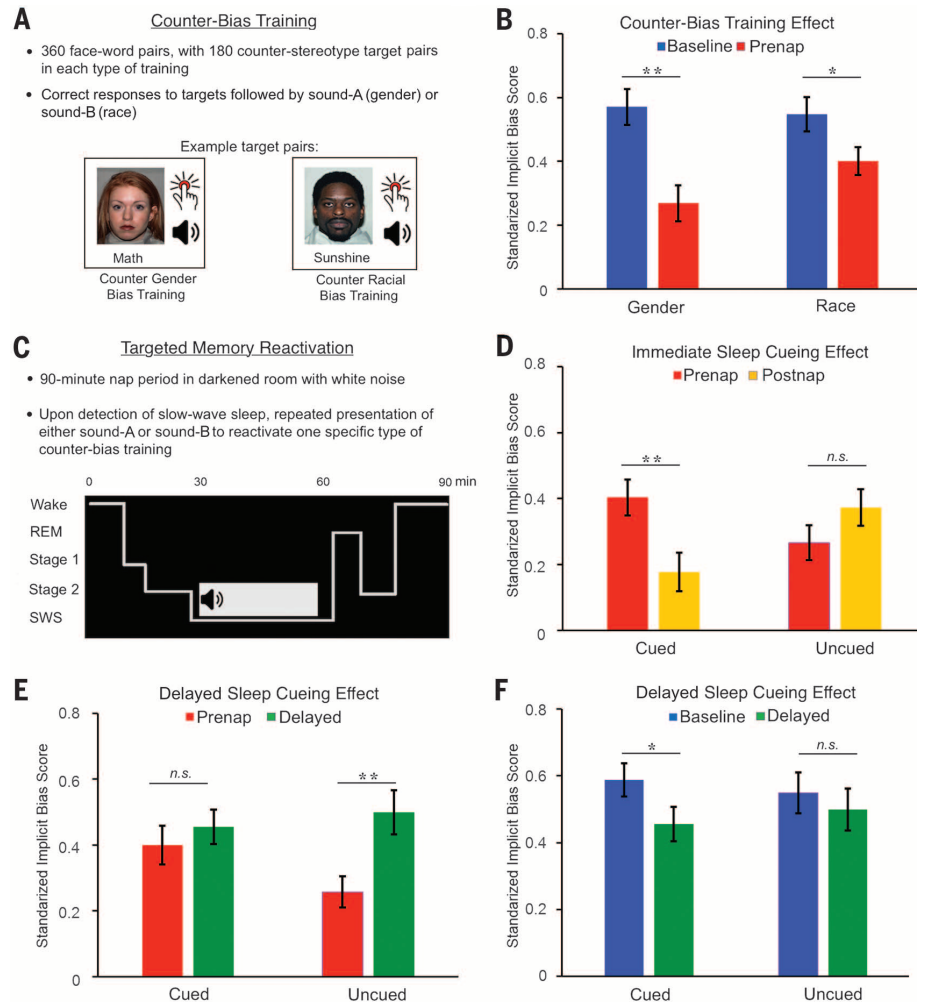 A
Counter-Bias Training
• 360 face-word pairs, with 180 counter-stereotype target pairs
in each type of training
• Correct responses to targets followed by sound-A (gender) or
sound-B (race)
Example target pairs:
Math
Sunshine
Counter Gender
Bias Training
Counter Racial
Bias Training
B
Counter-Bias Training Effect
Baseline Prenap
Standarized Implicit Bias Score
0.8
0.6
0.4
0.2
0
**
*
Gender
Race
C
Targeted Memory Reactivation
• 90-minute nap period in darkened room with white noise
• Upon detection of slow-wave sleep, repeated presentation of
either sound-A or sound-B to reactivate one specific type of
counter-bias training
0 30 60 90 min
Wake
REM
Stage 1
Stage 2
SWS
D
Immediate Sleep Cueing Effect
Prenap Postnap
Standarized Implicit Bias Score
0.8
0.6
0.4
0.2
0
**
n.s.
Cued
Uncued
E
Delayed Sleep Cueing Effect
Prenap Delayed
Standarized Implicit Bias Score
0.8
0.6
0.4
0.2
0
n.s.
**
Cued
Uncued
F
Delayed Sleep Cueing Effect
Baseline Delayed
Standarized Implicit Bias Score
0.8
0.6
0.4
0.2
0
*
n.s.
Cued
Uncued